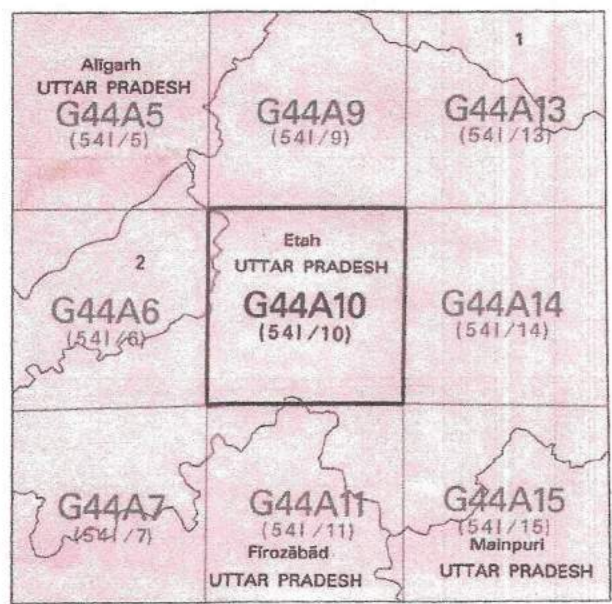 1
Alīgarh
UTTAR PRADESH
G44A5
(54I/5)
G44A9
(54I/9)
G44A13
(54I/13)
2
G44A6
(54I/6)
Etah
UTTAR PRADESH
G44A10
(54I/10)
G44A14
(54I/14)
G44A7
(54I/7)
G44A11
(54I/11)
Fīrozābād
UTTAR PRADESH
G44A15
(54I/15)
Mainpuri
UTTAR PRADESH